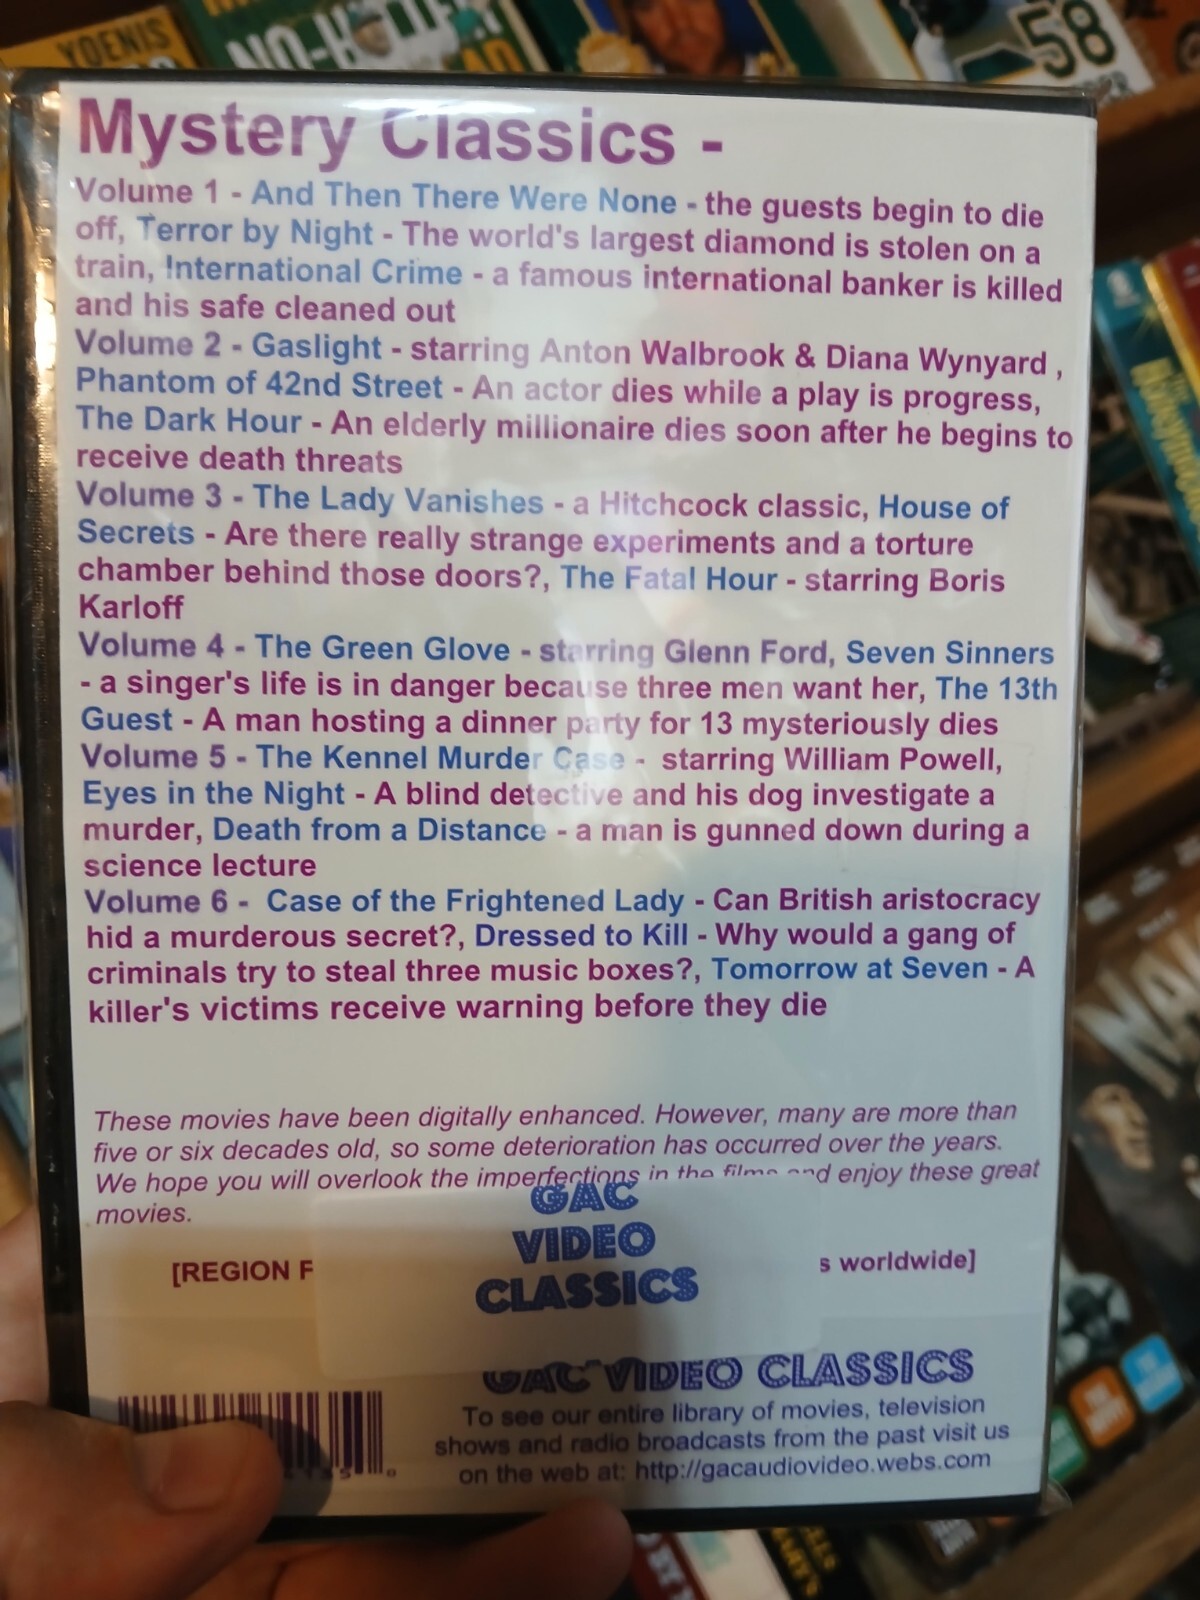 YOENIS
NO-HITTER
58
Mystery Classics -
Volume 1 - And Then There Were None - the guests begin to die
off, Terror by Night - The world's largest diamond is stolen on a
train, International Crime - a famous international banker is killed
and his safe cleaned out
Volume 2 - Gaslight - starring Anton Walbrook & Diana Wynyard ,
Phantom of 42nd Street - An actor dies while a play is progress,
The Dark Hour - An elderly millionaire dies soon after he begins to
receive death threats
Volume 3 - The Lady Vanishes - a Hitchcock classic, House of
Secrets - Are there really strange experiments and a torture
chamber behind those doors?, The Fatal Hour - starring Boris
Karloff
Volume 4 - The Green Glove - starring Glenn Ford, Seven Sinners
- a singer's life is in danger because three men want her, The 13th
Guest - A man hosting a dinner party for 13 mysteriously dies
Volume 5 - The Kennel Murder Case - starring William Powell,
Eyes in the Night - A blind detective and his dog investigate a
murder, Death from a Distance - a man is gunned down during a
science lecture
Volume 6 - Case of the Frightened Lady - Can British aristocracy
hid a murderous secret?, Dressed to Kill - Why would a gang of
criminals try to steal three music boxes?, Tomorrow at Seven - A
killer's victims receive warning before they die
These movies have been digitally enhanced. However, many are more than
five or six decades old, so some deterioration has occurred over the years.
We hope you will overlook the imperfections in the films and enjoy these great
movies.
GAC
VIDEO
CLASSICS
[REGION F
s worldwide]
GAC VIDEO CLASSICS
To see our entire library of movies, television
shows and radio broadcasts from the past visit us
on the web at: http://gacaudiovideo.webs.com